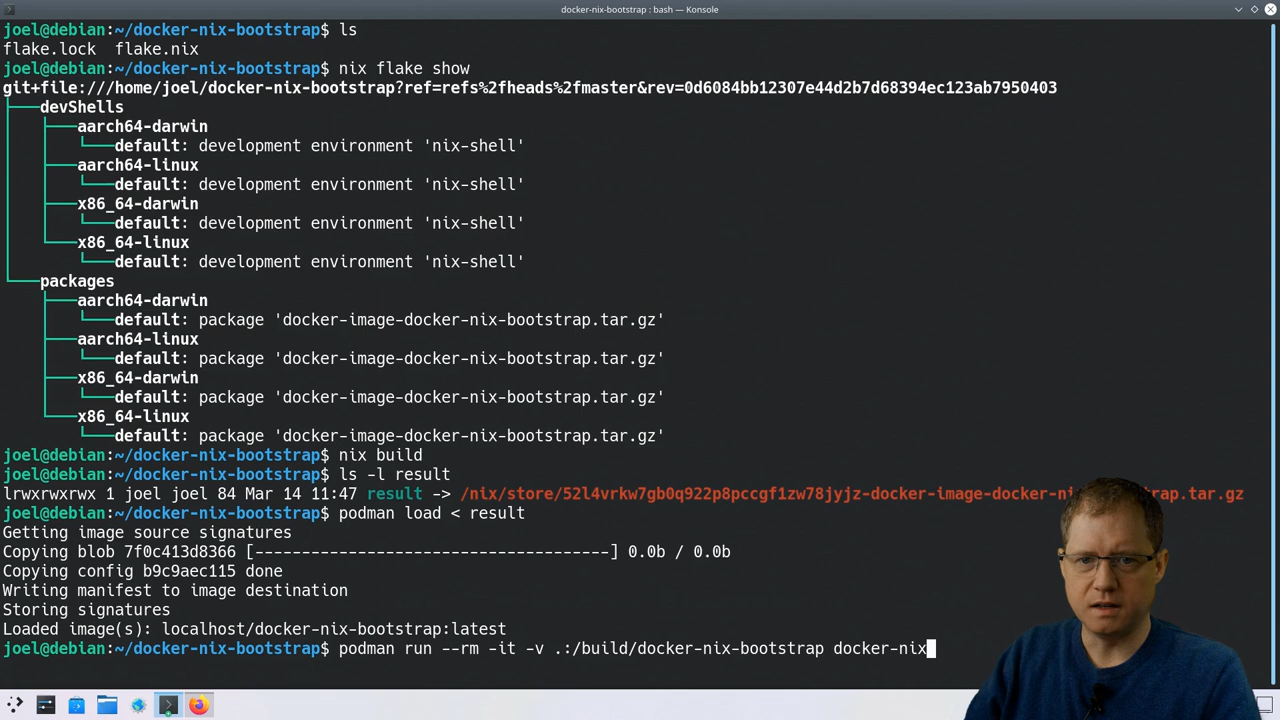 docker-nix-bootstrap : bash — Konsole
joel@debian:~/docker-nix-bootstrap$ ls
flake.lock  flake.nix
joel@debian:~/docker-nix-bootstrap$ nix flake show
git+file:///home/joel/docker-nix-bootstrap?ref=refs%2fheads%2fmaster&rev=0d6084bb12307e44d2b7d68394ec123ab7950403
├───devShells
│   ├───aarch64-darwin
│   │   └───default: development environment 'nix-shell'
│   ├───aarch64-linux
│   │   └───default: development environment 'nix-shell'
│   ├───x86_64-darwin
│   │   └───default: development environment 'nix-shell'
│   └───x86_64-linux
│       └───default: development environment 'nix-shell'
└───packages
    ├───aarch64-darwin
    │   └───default: package 'docker-image-docker-nix-bootstrap.tar.gz'
    ├───aarch64-linux
    │   └───default: package 'docker-image-docker-nix-bootstrap.tar.gz'
    ├───x86_64-darwin
    │   └───default: package 'docker-image-docker-nix-bootstrap.tar.gz'
    └───x86_64-linux
        └───default: package 'docker-image-docker-nix-bootstrap.tar.gz'
joel@debian:~/docker-nix-bootstrap$ nix build
joel@debian:~/docker-nix-bootstrap$ ls -l result
lrwxrwxrwx 1 joel joel 84 Mar 14 11:47 result -> /nix/store/52l4vrkw7gb0q922p8pccgf1zw78jyjz-docker-image-docker-ni trap.tar.gz
joel@debian:~/docker-nix-bootstrap$ podman load < result
Getting image source signatures
Copying blob 7f0c413d8366 [--------------------------------------] 0.0b / 0.0b
Copying config b9c9aec115 done
Writing manifest to image destination
Storing signatures
Loaded image(s): localhost/docker-nix-bootstrap:latest
joel@debian:~/docker-nix-bootstrap$ podman run --rm -it -v .:/build/docker-nix-bootstrap docker-nix